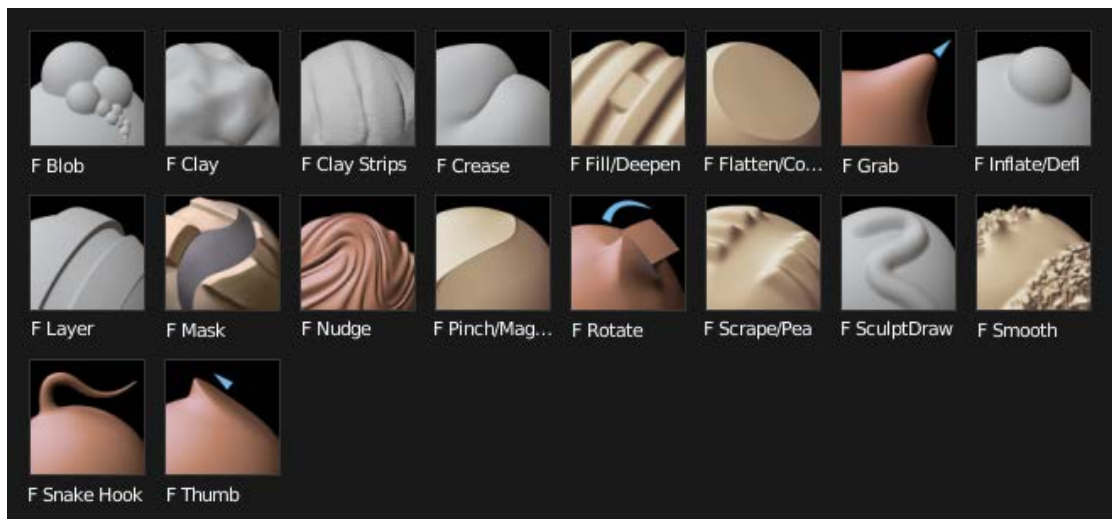 F Blob
F Clay
F Clay Strips
F Crease
F Fill/Deepen
F Flatten/Co...
F Grab
F Inflate/Defl
F Layer
F Mask
F Nudge
F Pinch/Mag...
F Rotate
F Scrape/Pea
F SculptDraw
F Smooth
F Snake Hook
F Thumb